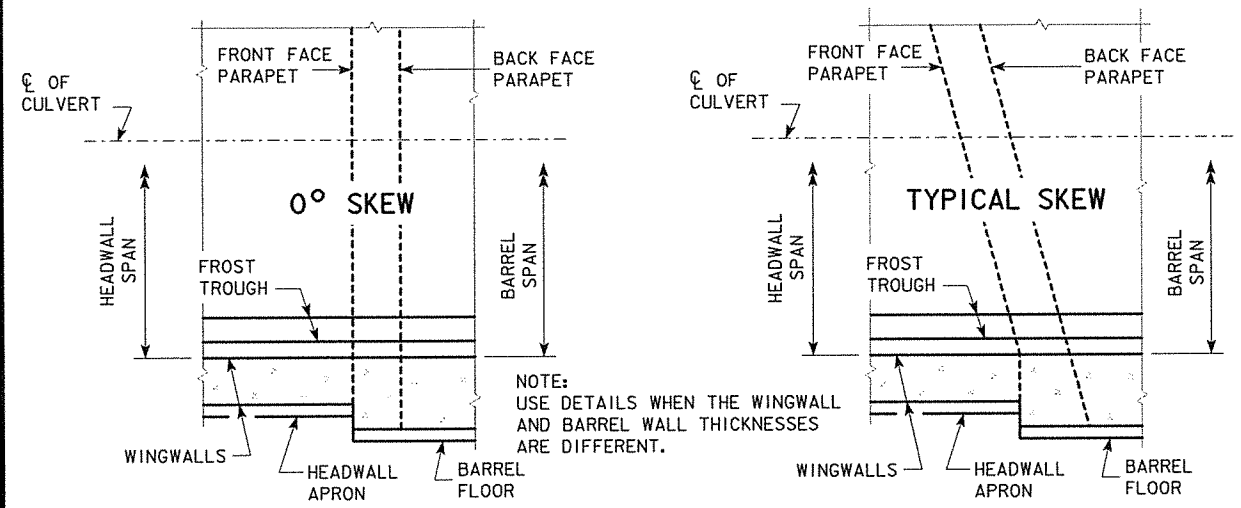 FRONT FACE
PARAPET
BACK FACE
PARAPET
℄ OF
CULVERT
0° SKEW
HEADWALL
SPAN
BARREL
SPAN
FROST
TROUGH
WINGWALLS
HEADWALL
APRON
BARREL
FLOOR
NOTE:
USE DETAILS WHEN THE WINGWALL
AND BARREL WALL THICKNESSES
ARE DIFFERENT.
FRONT FACE
PARAPET
BACK FACE
PARAPET
℄ OF
CULVERT
TYPICAL SKEW
HEADWALL
SPAN
BARREL
SPAN
FROST
TROUGH
WINGWALLS
HEADWALL
APRON
BARREL
FLOOR